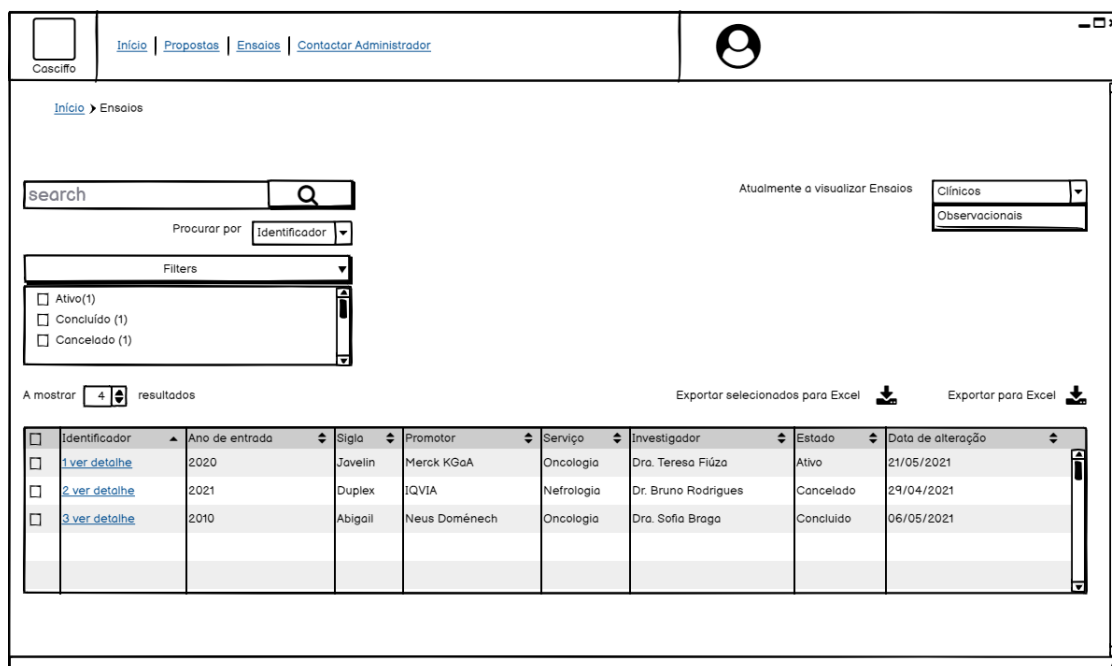 Início | Propostas | Ensaios | Contactar Administrador
Casciffo
Início > Ensaios
search
Atualmente a visualizar Ensaios Clínicos
Observacionais
Procurar por Identificador
Filters
Ativo(1)
Concluído (1)
Cancelado (1)
A mostrar 4 resultados Exportar selecionados para Excel Exportar para Excel
Identificador Ano de entrada Sigla Promotor Serviço Investigador Estado Data de alteração
1 ver detalhe 2020 Javelin Merck KGaA Oncologia Dra. Teresa Fiúza Ativo 21/05/2021
2 ver detalhe 2021 Duplex IQVIA Nefrologia Dr. Bruno Rodrigues Cancelado 29/04/2021
3 ver detalhe 2010 Abigail Neus Doménech Oncologia Dra. Sofia Braga Concluido 06/05/2021